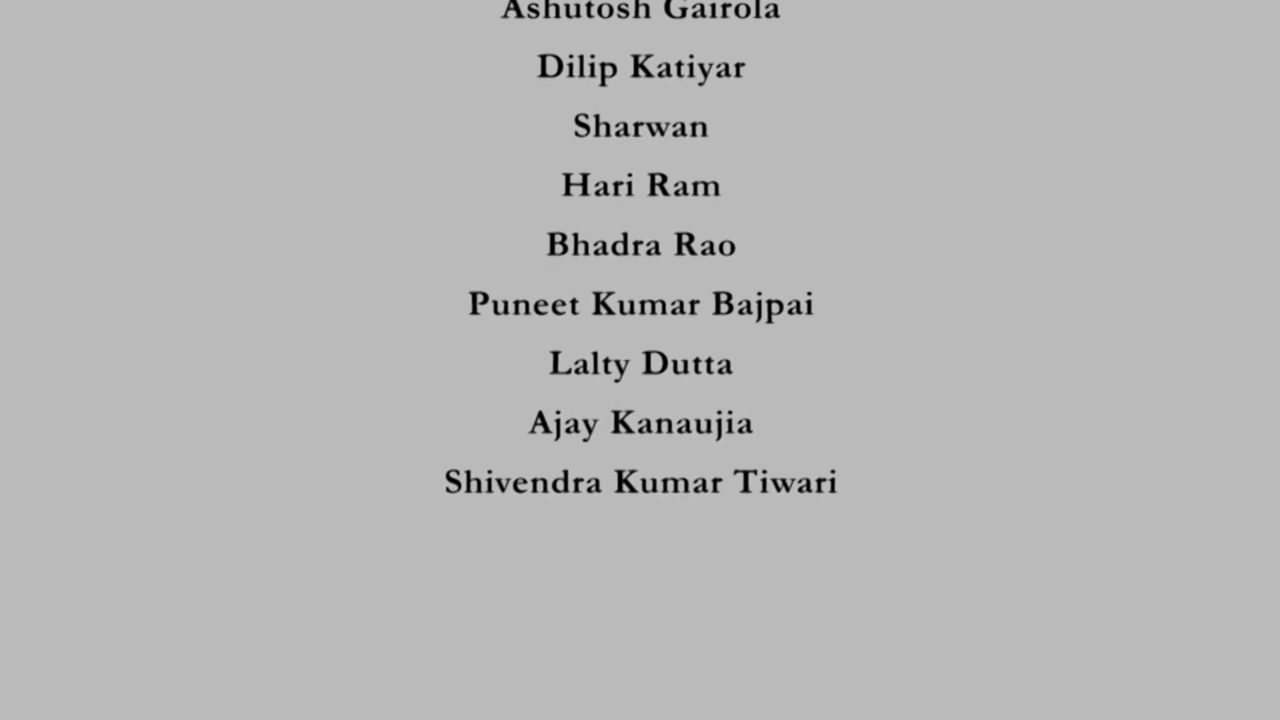 Ashutosh Gairola
Dilip Katiyar
Sharwan
Hari Ram
Bhadra Rao
Puneet Kumar Bajpai
Lalty Dutta
Ajay Kanaujia
Shivendra Kumar Tiwari